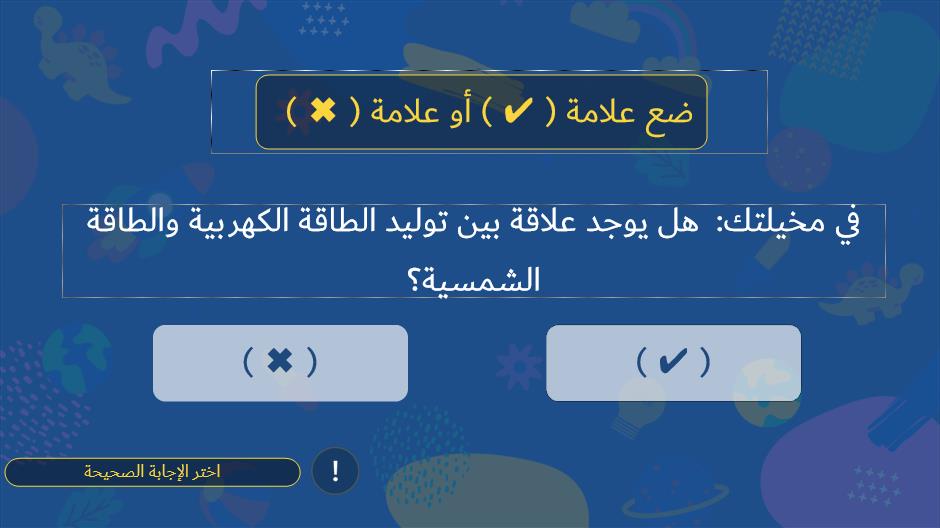 ضع علامة ( ✔ ) أو علامة ( ✖ )
في مخيلتك: هل يوجد علاقة بين توليد الطاقة الكهربية والطاقة
الشمسية؟
( ✔ )
( ✖ )
!
اختر الإجابة الصحيحة